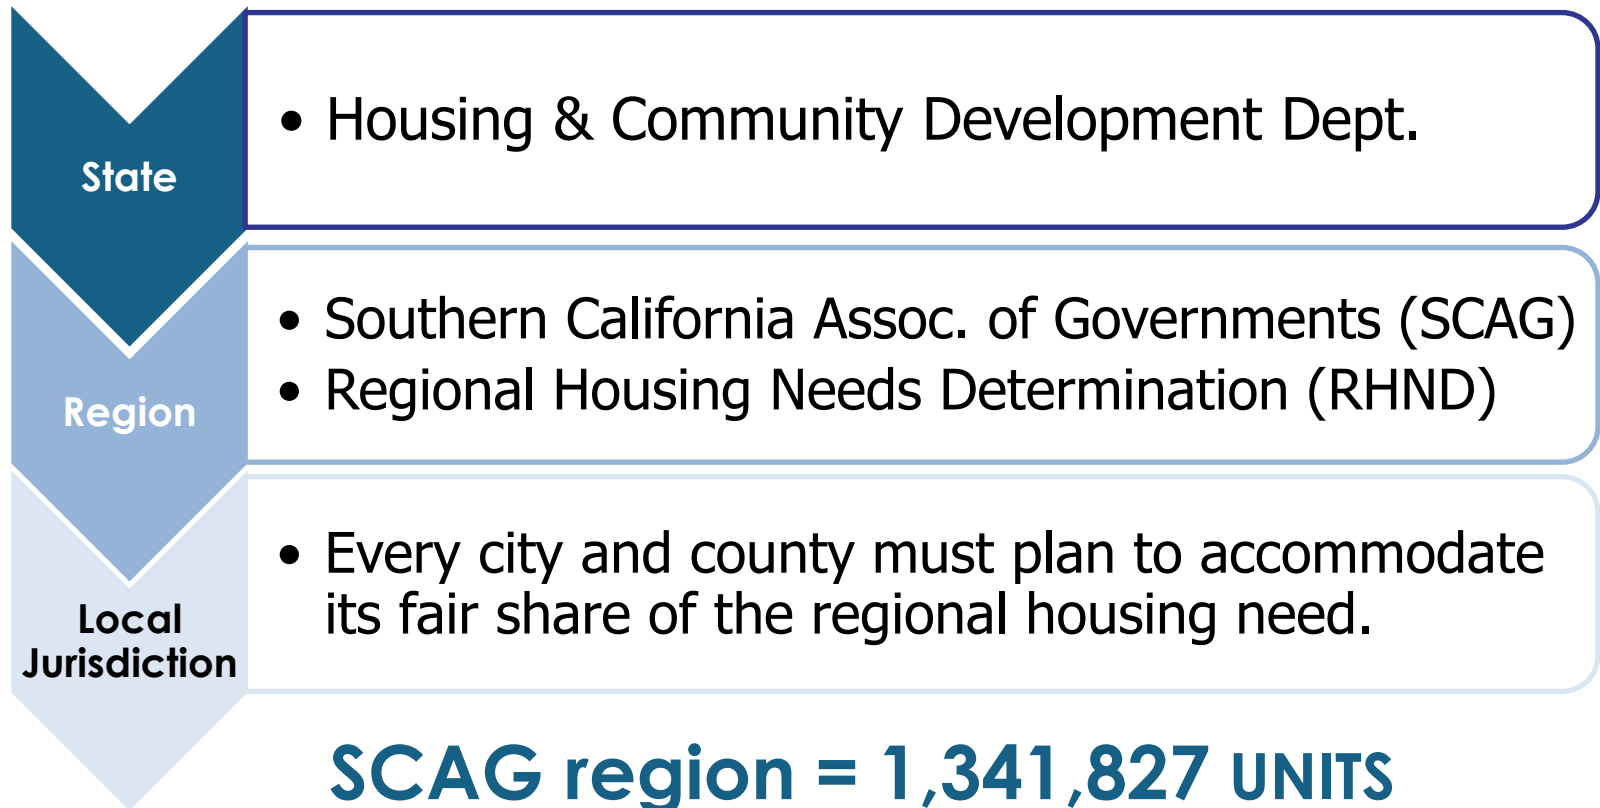 State
• Housing & Community Development Dept.
Region
• Southern California Assoc. of Governments (SCAG)
• Regional Housing Needs Determination (RHND)
Local
Jurisdiction
• Every city and county must plan to accommodate
its fair share of the regional housing need.
SCAG region = 1,341,827 UNITS